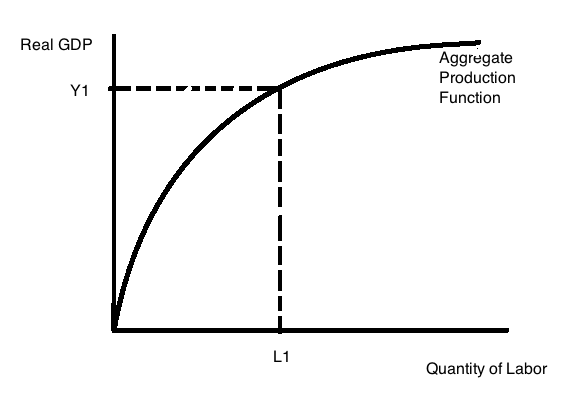 Real GDP
Aggregate
Production
Function
Y1
L1
Quantity of Labor